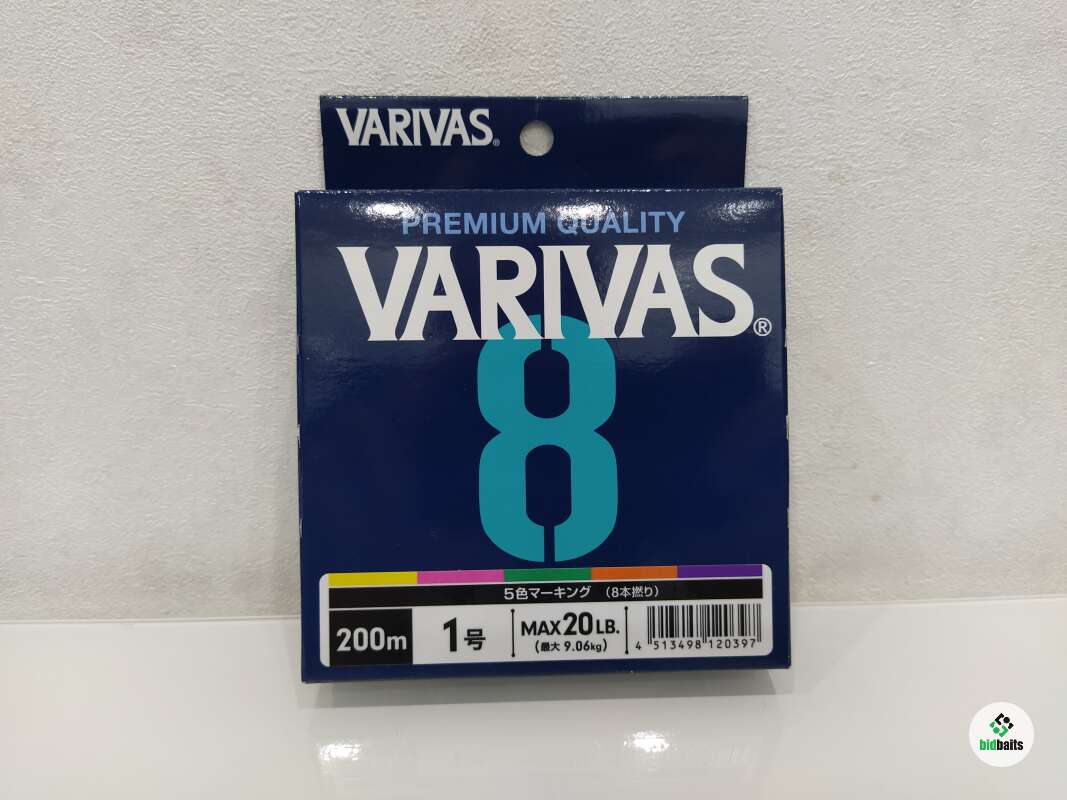 VARIVAS®
PREMIUM QUALITY
VARIVAS®
8
5色マーキング (8本撚り)
200m 1号 MAX20LB.
(最大 9.06kg)
4 513498 120397
bidbaits